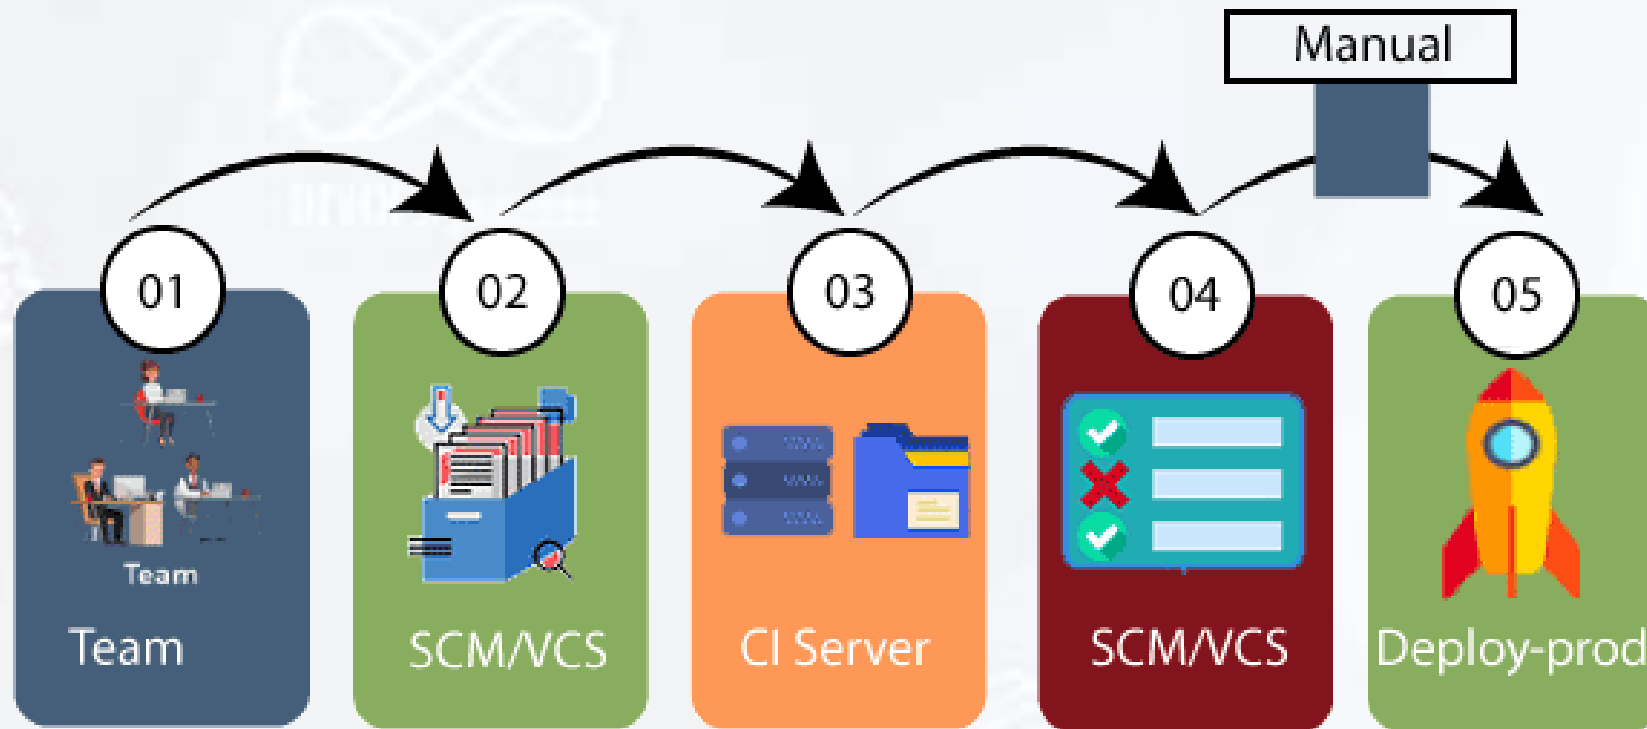 Manual
01
02
03
04
05
Team
Team
SCM/VCS
CI Server
SCM/VCS
Deploy-prod